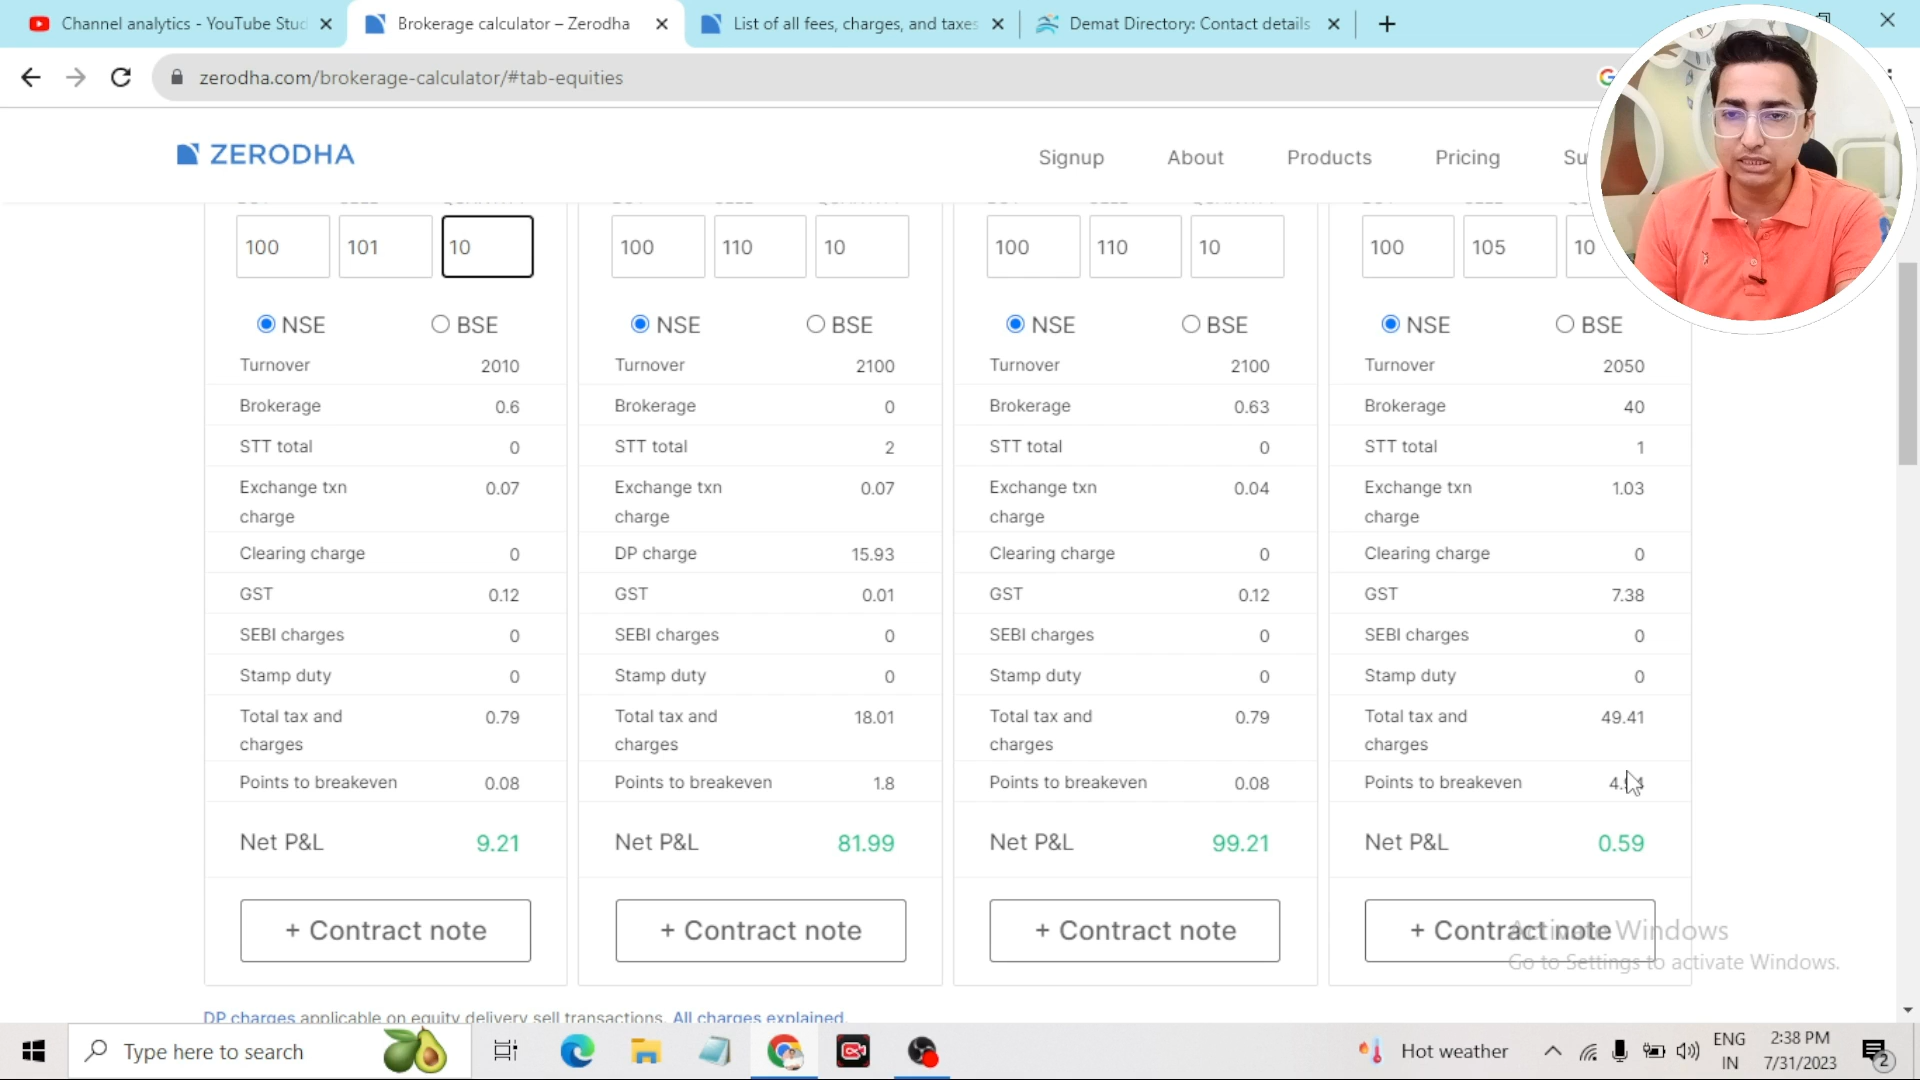 Channel analytics - YouTube Stud
Brokerage calculator – Zerodha
List of all fees, charges, and taxes
Demat Directory: Contact details
zerodha.com/brokerage-calculator/#tab-equities
ZERODHA
Signup About Products Pricing Su
100 101 10
NSE BSE
Turnover 2010
Brokerage 0.6
STT total 0
Exchange txn charge 0.07
Clearing charge 0
GST 0.12
SEBI charges 0
Stamp duty 0
Total tax and charges 0.79
Points to breakeven 0.08
Net P&L 9.21
+ Contract note
100 110 10
NSE BSE
Turnover 2100
Brokerage 0
STT total 2
Exchange txn charge 0.07
DP charge 15.93
GST 0.01
SEBI charges 0
Stamp duty 0
Total tax and charges 18.01
Points to breakeven 1.8
Net P&L 81.99
+ Contract note
100 110 10
NSE BSE
Turnover 2100
Brokerage 0.63
STT total 0
Exchange txn charge 0.04
Clearing charge 0
GST 0.12
SEBI charges 0
Stamp duty 0
Total tax and charges 0.79
Points to breakeven 0.08
Net P&L 99.21
+ Contract note
100 105 10
NSE BSE
Turnover 2050
Brokerage 40
STT total 1
Exchange txn charge 1.03
Clearing charge 0
GST 7.38
SEBI charges 0
Stamp duty 0
Total tax and charges 49.41
Points to breakeven
Net P&L 0.59
+ Contract note
Activate Windows
Go to Settings to activate Windows.
DP charges applicable on equity delivery sell transactions. All charges explained.
Type here to search
Hot weather
ENG
IN
2:38 PM
7/31/2023
2